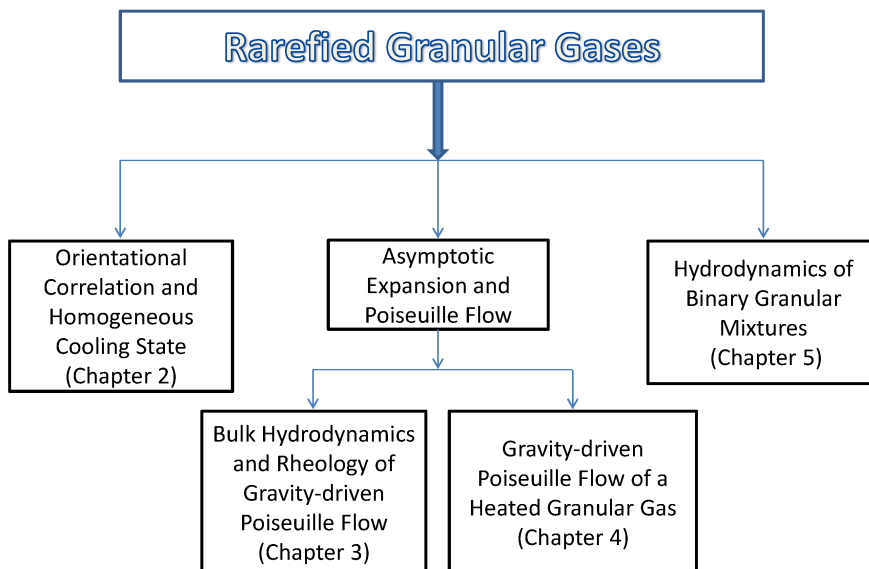 Rarefied Granular Gases
Orientational
Correlation and
Homogeneous
Cooling State
(Chapter 2)
Asymptotic
Expansion and
Poiseuille Flow
Hydrodynamics of
Binary Granular
Mixtures
(Chapter 5)
Bulk Hydrodynamics
and Rheology of
Gravity-driven
Poiseuille Flow
(Chapter 3)
Gravity-driven
Poiseuille Flow of a
Heated Granular Gas
(Chapter 4)